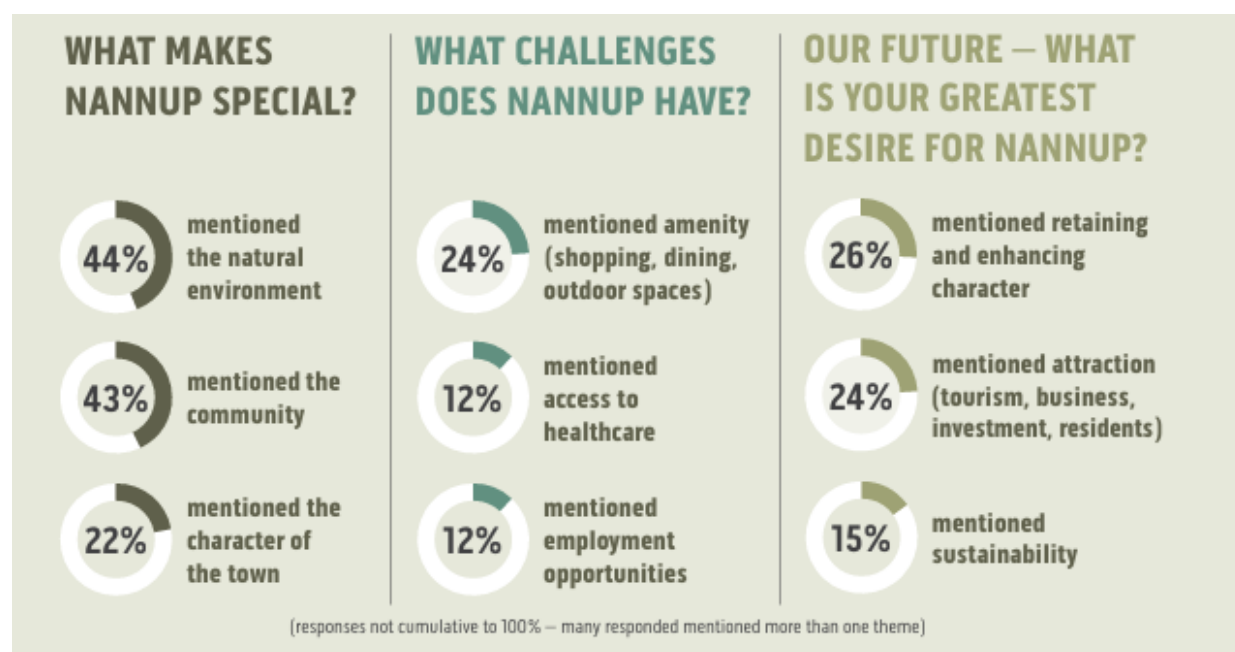 WHAT MAKES
NANNUP SPECIAL?
44%
mentioned
the natural
environment
43%
mentioned the
community
22%
mentioned the
character of
the town
WHAT CHALLENGES
DOES NANNUP HAVE?
24%
mentioned amenity
(shopping, dining,
outdoor spaces)
12%
mentioned
access to
healthcare
12%
mentioned
employment
opportunities
OUR FUTURE – WHAT
IS YOUR GREATEST
DESIRE FOR NANNUP?
26%
mentioned retaining
and enhancing
character
24%
mentioned attraction
(tourism, business,
investment, residents)
15%
mentioned
sustainability
(responses not cumulative to 100% – many responded mentioned more than one theme)